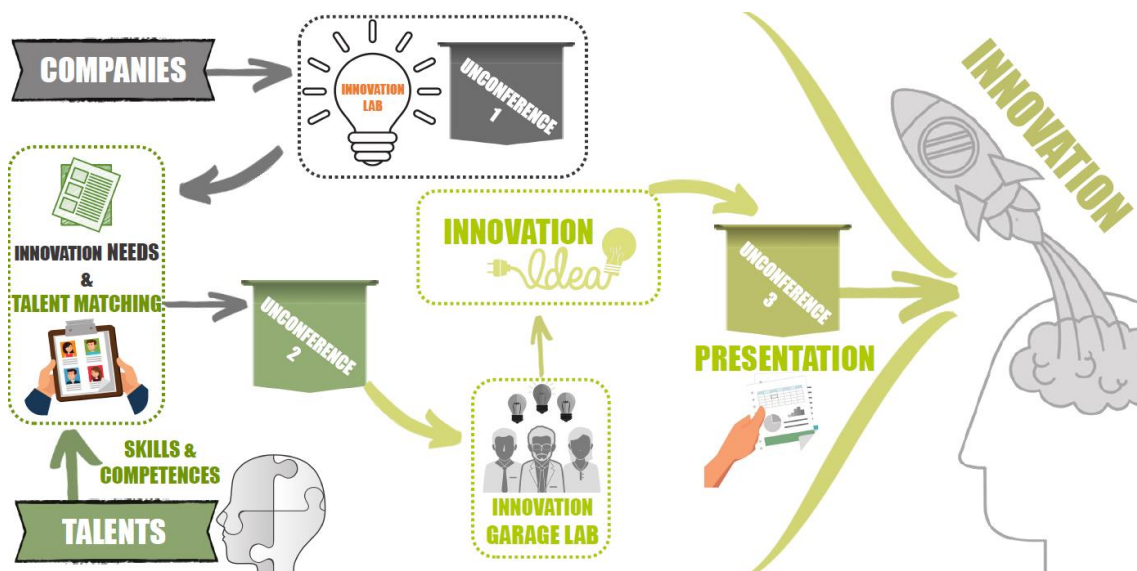 COMPANIES
INNOVATION
LAB
UNCONFERENCE
1
INNOVATION NEEDS
&
TALENT MATCHING
UNCONFERENCE
2
SKILLS &
COMPETENCES
TALENTS
INNOVATION
GARAGE LAB
INNOVATION
Idea
UNCONFERENCE
3
PRESENTATION
INNOVATION